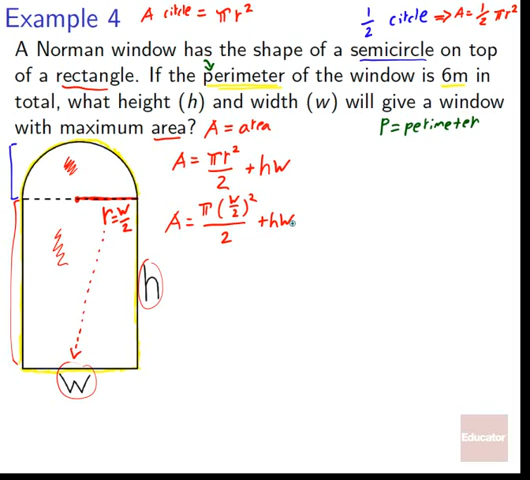 Example 4 A circle = πr² ½ circle ⇒ A = ½ πr²
A Norman window has the shape of a semicircle on top
of a rectangle. If the perimeter of the window is 6m in
total, what height (h) and width (w) will give a window
with maximum area? A = area P = perimeter
A = πr²/2 + hw
r = w/2
A = π(w/2)²/2 + hw
h
w
Educator